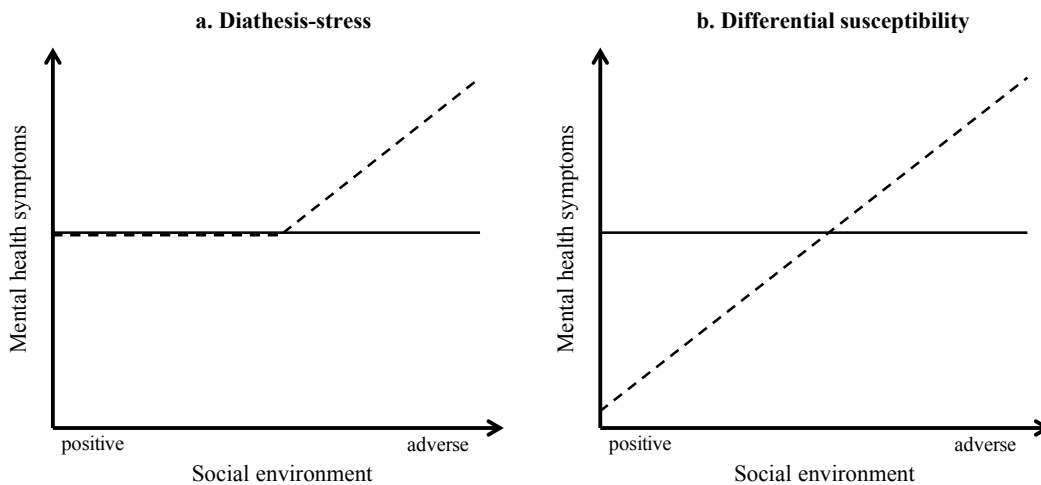 a. Diathesis-stress
Mental health symptoms
positive
adverse
Social environment
b. Differential susceptibility
Mental health symptoms
positive
adverse
Social environment